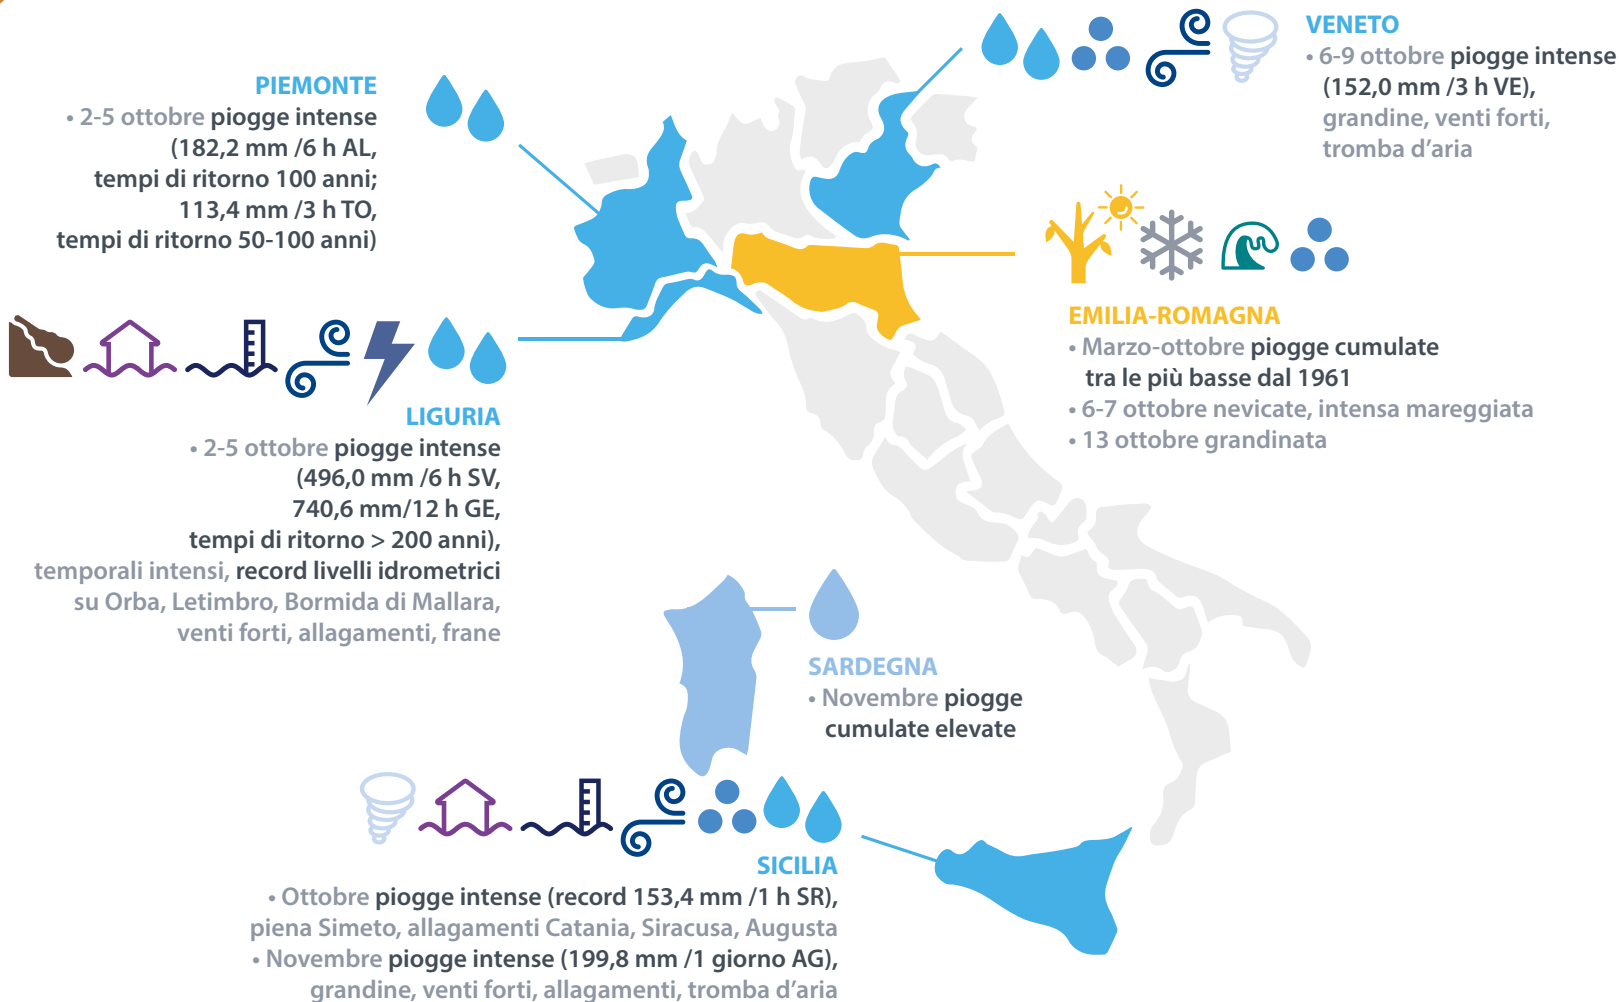 PIEMONTE
• 2-5 ottobre piogge intense
(182,2 mm /6 h AL,
tempi di ritorno 100 anni;
113,4 mm /3 h TO,
tempi di ritorno 50-100 anni)
VENETO
• 6-9 ottobre piogge intense
(152,0 mm /3 h VE),
grandine, venti forti,
tromba d'aria
EMILIA-ROMAGNA
• Marzo-ottobre piogge cumulate
tra le più basse dal 1961
• 6-7 ottobre nevicate, intensa mareggiata
• 13 ottobre grandinata
LIGURIA
• 2-5 ottobre piogge intense
(496,0 mm /6 h SV,
740,6 mm/12 h GE,
tempi di ritorno > 200 anni),
temporali intensi, record livelli idrometrici
su Orba, Letimbro, Bormida di Mallara,
venti forti, allagamenti, frane
SARDEGNA
• Novembre piogge
cumulate elevate
SICILIA
• Ottobre piogge intense (record 153,4 mm /1 h SR),
piena Simeto, allagamenti Catania, Siracusa, Augusta
• Novembre piogge intense (199,8 mm /1 giorno AG),
grandine, venti forti, allagamenti, tromba d'aria